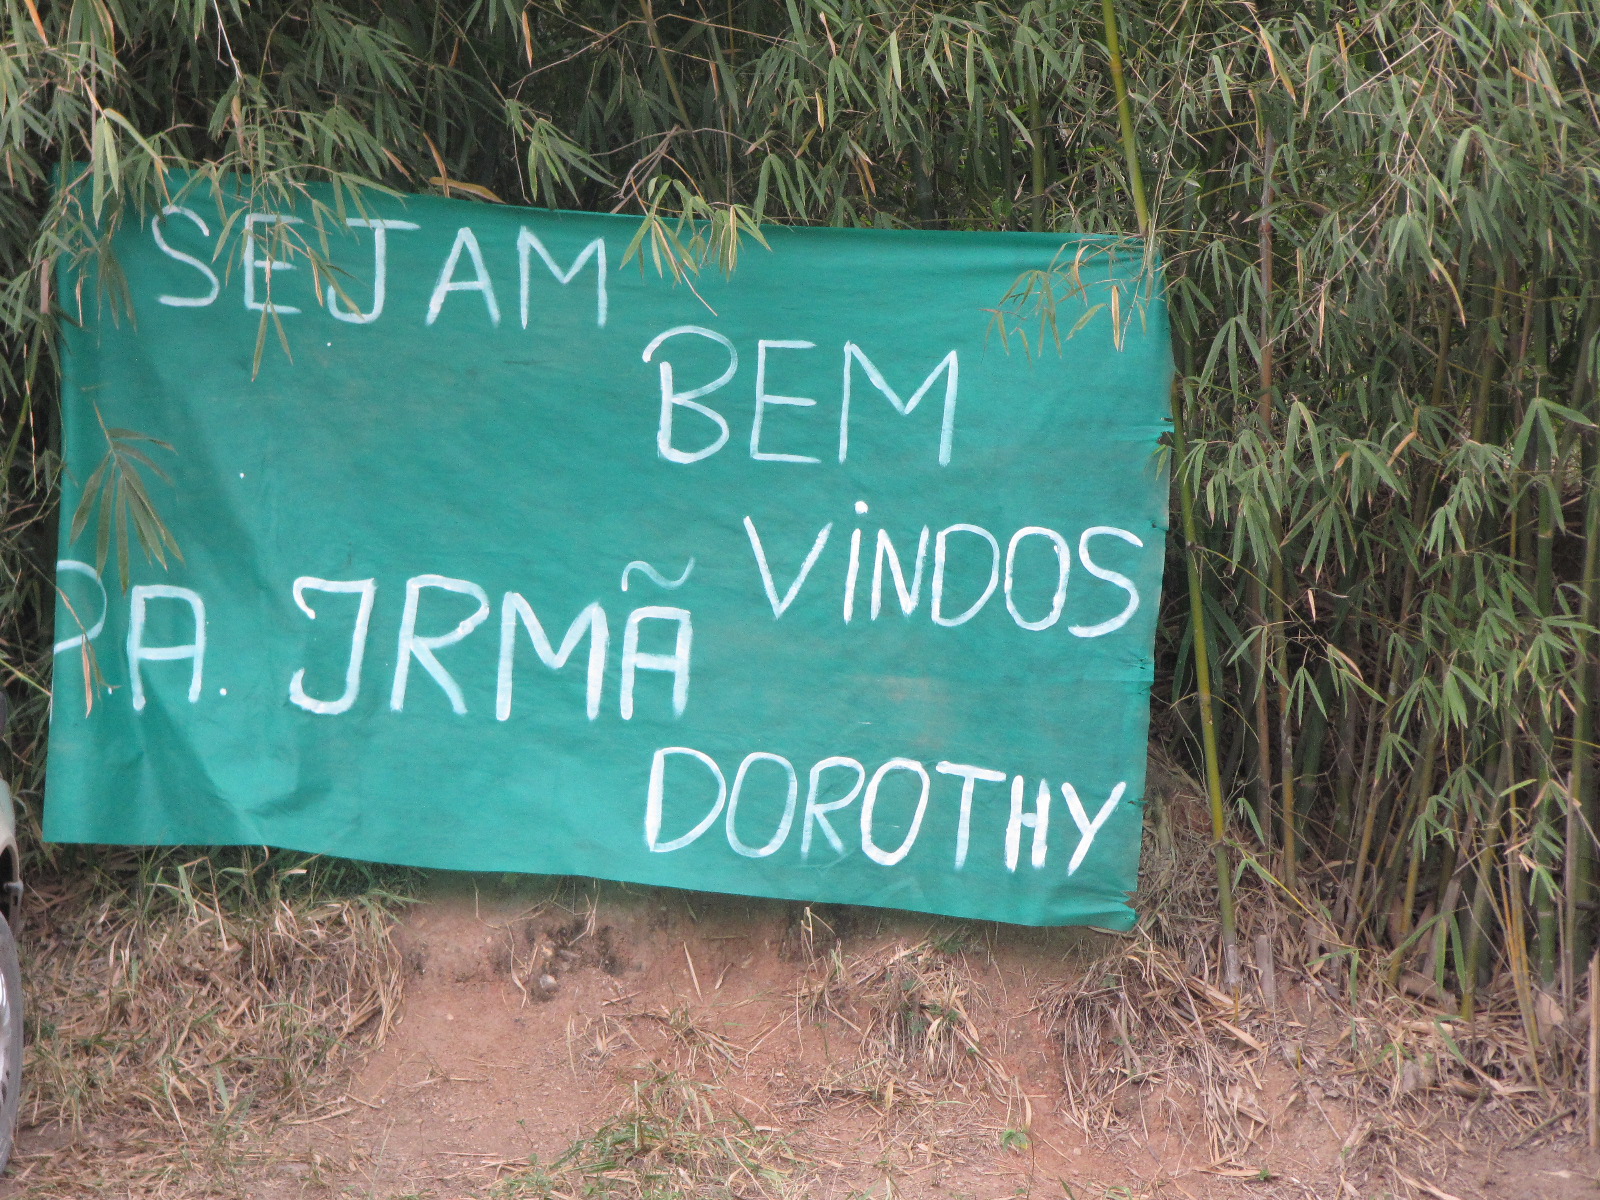 SEJAM
BEM
VINDOS
P.A. IRMÃ
DOROTHY